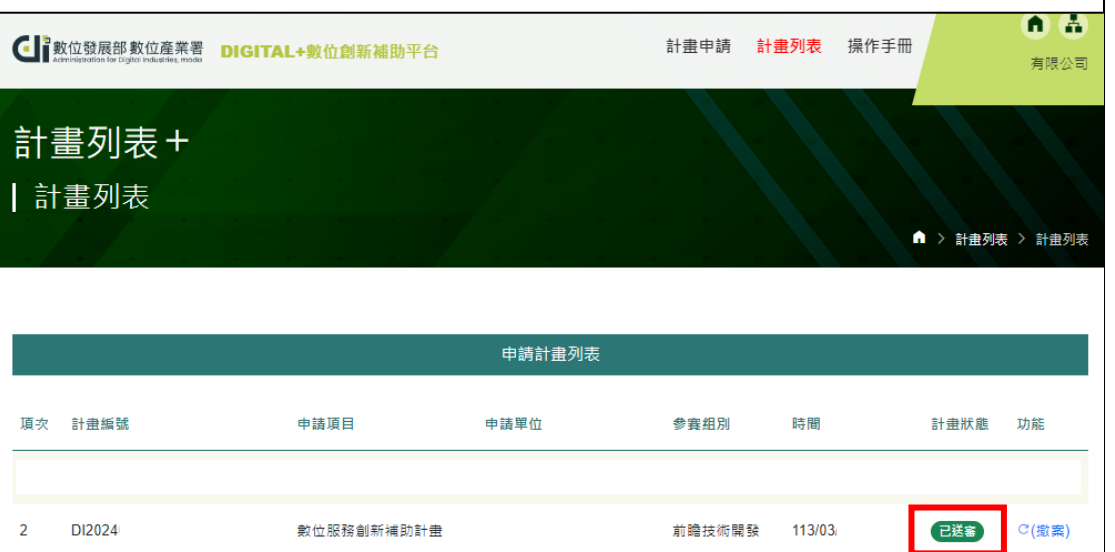 數位發展部 數位產業署
Administration for Digital Industries, moda
DIGITAL+數位創新補助平台
計畫申請 計畫列表 操作手冊
有限公司
計畫列表+
計畫列表
> 計畫列表 > 計畫列表
申請計畫列表
項次 計畫編號 申請項目 申請單位 參賽組別 時間 計畫狀態 功能
2 DI2024 數位服務創新補助計畫 前瞻技術開發 113/03/ 已送審 (撤案)